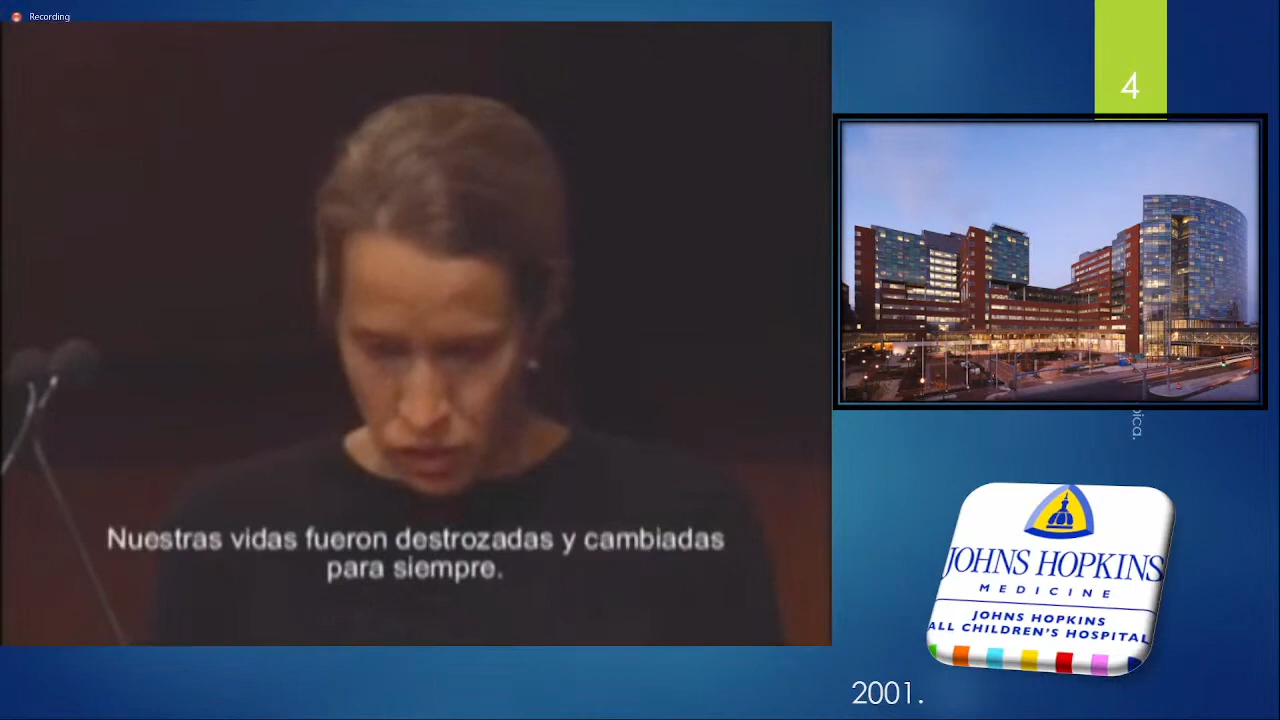 Recording
4
Nuestras vidas fueron destrozadas y cambiadas
para siempre.
JOHNS HOPKINS
MEDICINE
JOHNS HOPKINS
ALL CHILDREN'S HOSPITAL
2001.